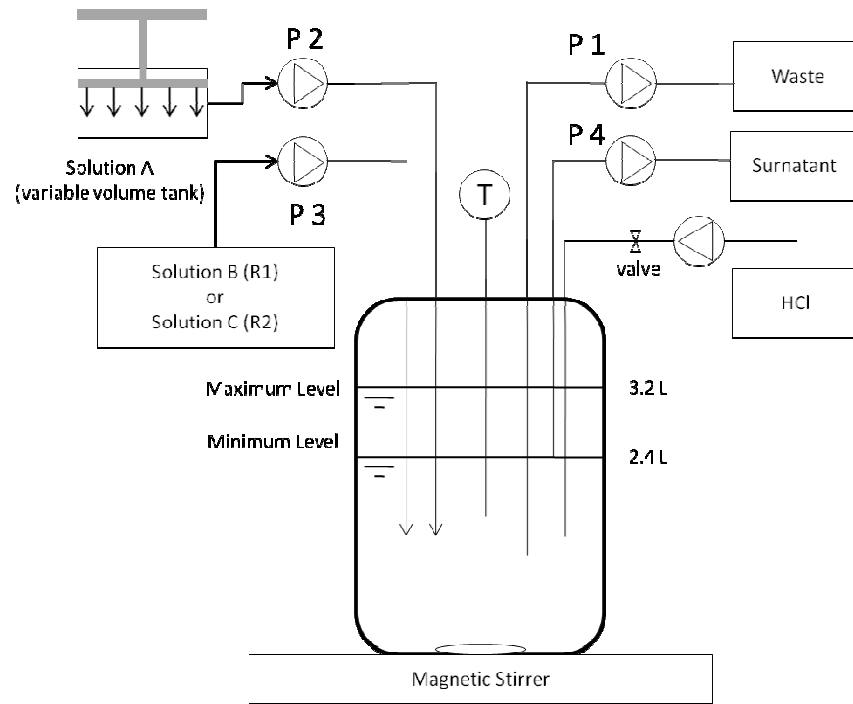 P 2
P 1
Waste
P 4
Surnatant
Solution A
(variable volume tank)
T
P 3
valve
Solution B (R1)
or
Solution C (R2)
HCl
Maximum Level
3.2 L
Minimum Level
2.4 L
Magnetic Stirrer